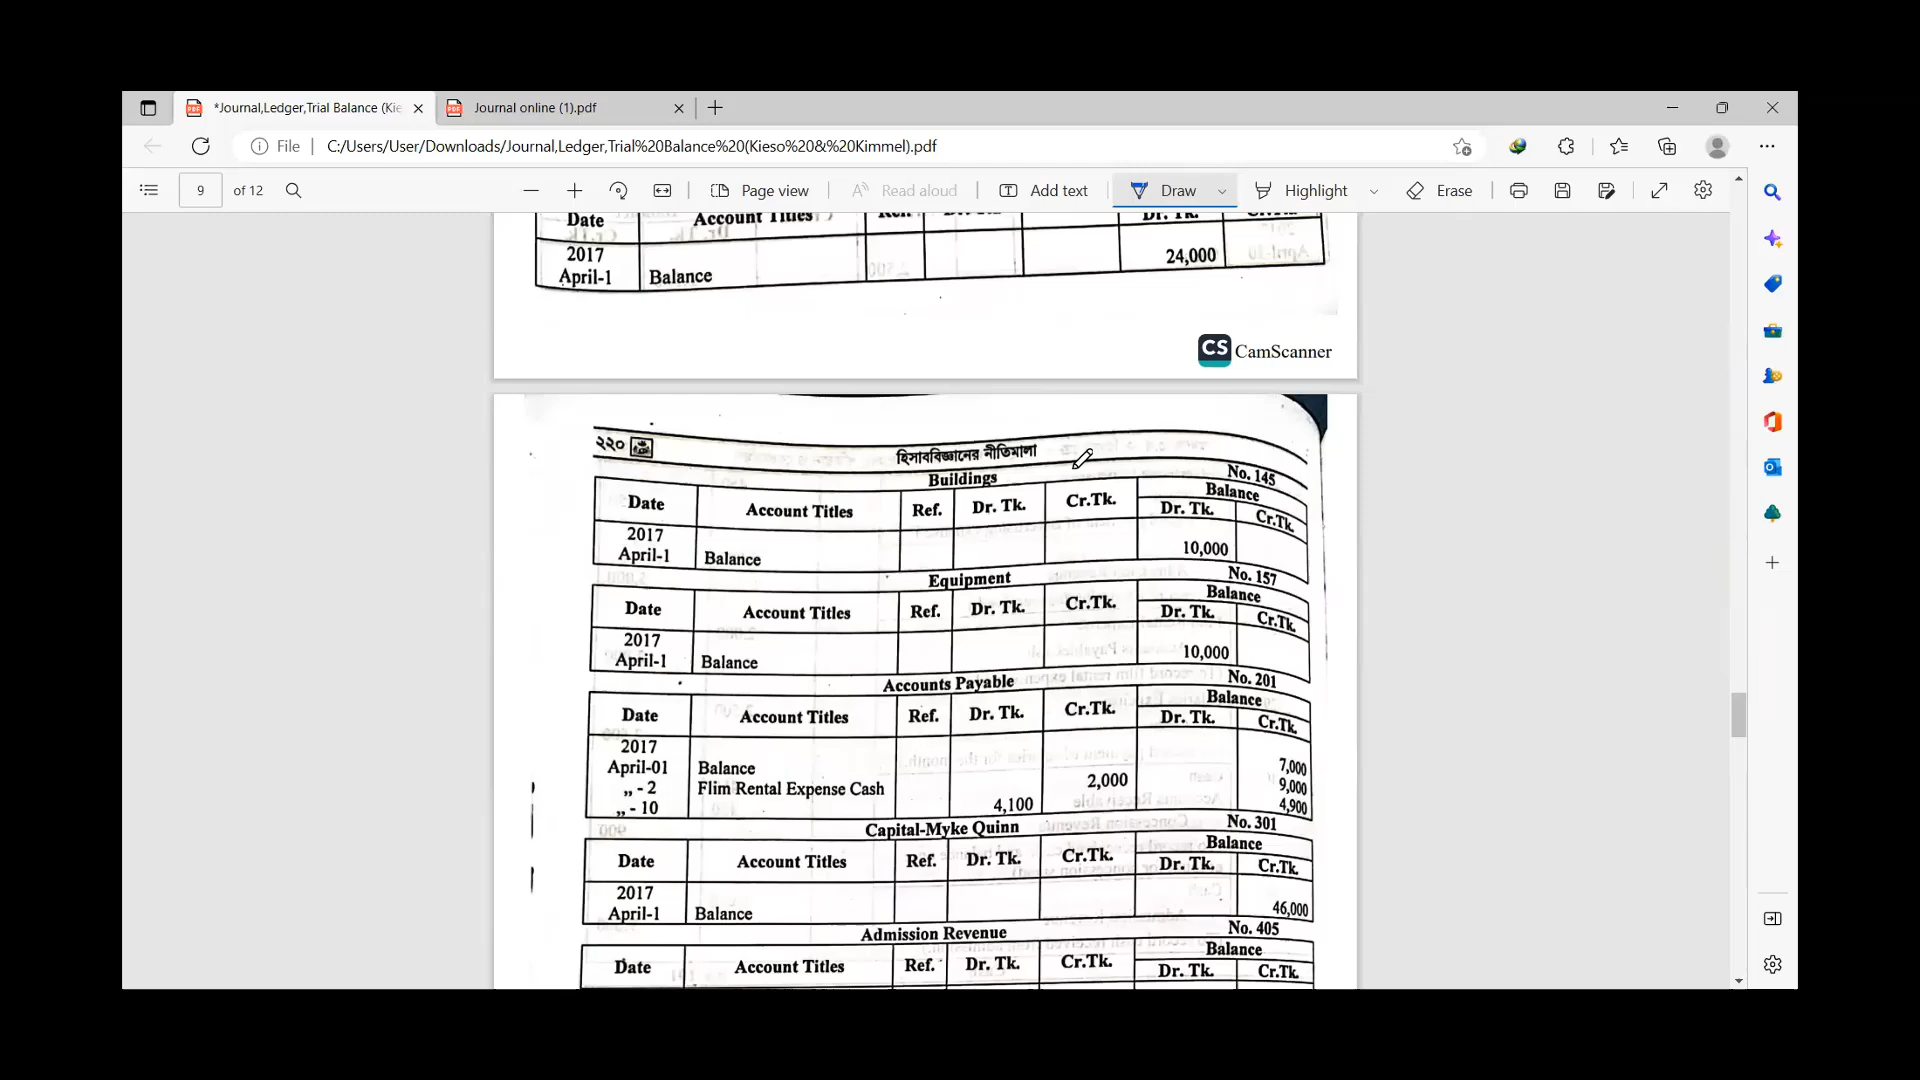 *Journal,Ledger,Trial Balance (Kie
Journal online (1).pdf
File
C:/Users/User/Downloads/Journal,Ledger,Trial%20Balance%20(Kieso%20&%20Kimmel).pdf
9 of 12
Page view
Read aloud
Add text
Draw
Highlight
Erase
Date Account Titles Ref. Dr. Tk. Cr.Tk.
2017
April-1 Balance 24,000
CS CamScanner
২২০ হিসাববিজ্ঞানের নীতিমালা
Buildings No. 145
Date Account Titles Ref. Dr. Tk. Cr.Tk. Balance
Dr. Tk. Cr.Tk.
2017
April-1 Balance 10,000
Equipment No. 157
Date Account Titles Ref. Dr. Tk. Cr.Tk. Balance
Dr. Tk. Cr.Tk.
2017
April-1 Balance 10,000
Accounts Payable No. 201
Date Account Titles Ref. Dr. Tk. Cr.Tk. Balance
Dr. Tk. Cr.Tk.
2017
April-01 Balance 7,000
,, - 2 Flim Rental Expense Cash 2,000 9,000
,, - 10 4,100 4,900
Capital-Myke Quinn No. 301
Date Account Titles Ref. Dr. Tk. Cr.Tk. Balance
Dr. Tk. Cr.Tk.
2017
April-1 Balance 46,000
Admission Revenue No. 405
Date Account Titles Ref. Dr. Tk. Cr.Tk. Balance
Dr. Tk. Cr.Tk.